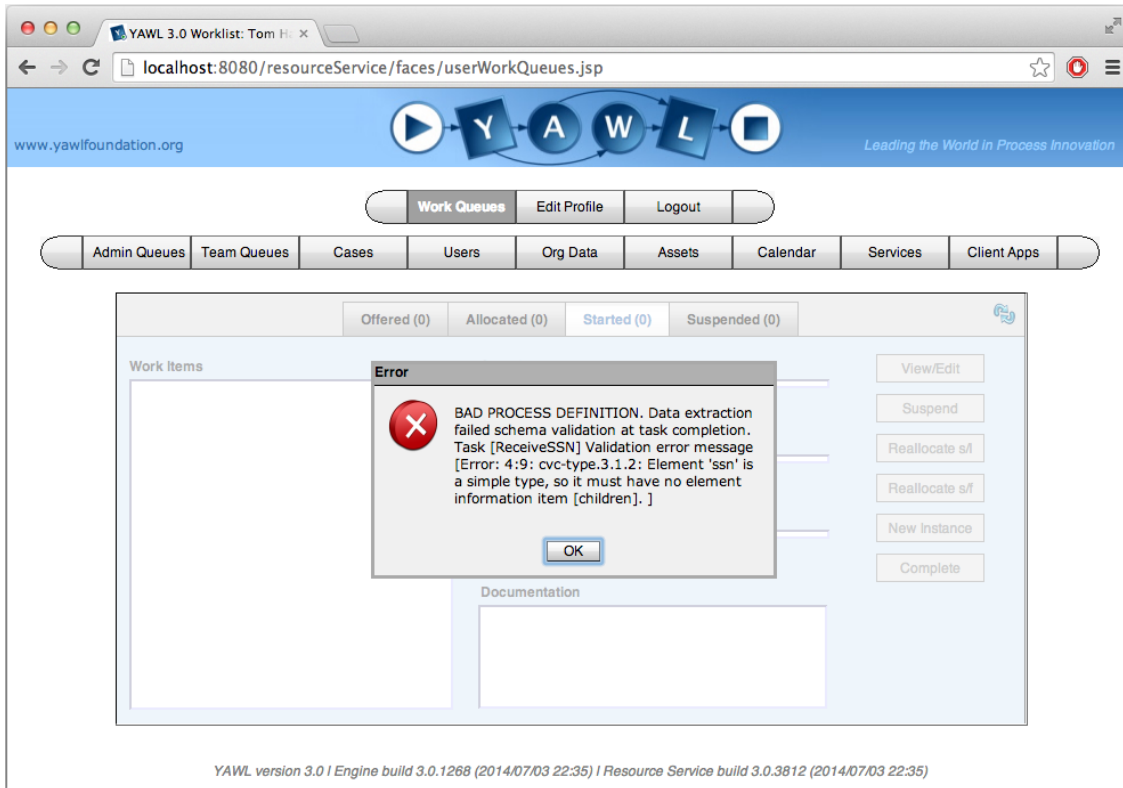 YAWL 3.0 Worklist: Tom H
localhost:8080/resourceService/faces/userWorkQueues.jsp
YAWL
www.yawlfoundation.org
Leading the World in Process Innovation
Work Queues Edit Profile Logout
Admin Queues Team Queues Cases Users Org Data Assets Calendar Services Client Apps
Offered (0) Allocated (0) Started (0) Suspended (0)
Work Items
View/Edit
Suspend
Reallocate s/l
Reallocate s/f
New Instance
Complete
Error
BAD PROCESS DEFINITION. Data extraction
failed schema validation at task completion.
Task [ReceiveSSN] Validation error message
[Error: 4:9: cvc-type.3.1.2: Element 'ssn' is
a simple type, so it must have no element
information item [children]. ]
OK
Documentation
YAWL version 3.0 | Engine build 3.0.1268 (2014/07/03 22:35) | Resource Service build 3.0.3812 (2014/07/03 22:35)